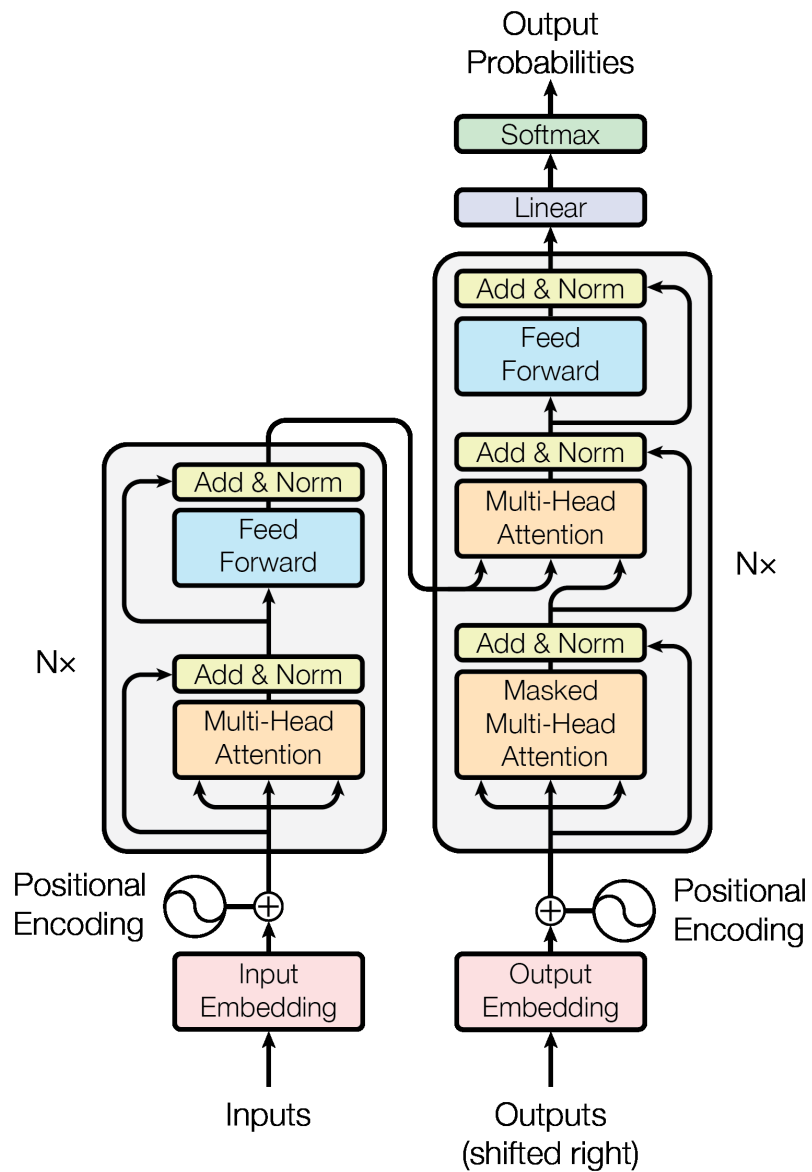 Output
Probabilities
Softmax
Linear
Add & Norm
Feed
Forward
Add & Norm
Multi-Head
Attention
Add & Norm
Masked
Multi-Head
Attention
N×
Add & Norm
Feed
Forward
Add & Norm
Multi-Head
Attention
N×
Positional
Encoding
Positional
Encoding
Input
Embedding
Output
Embedding
Inputs
Outputs
(shifted right)